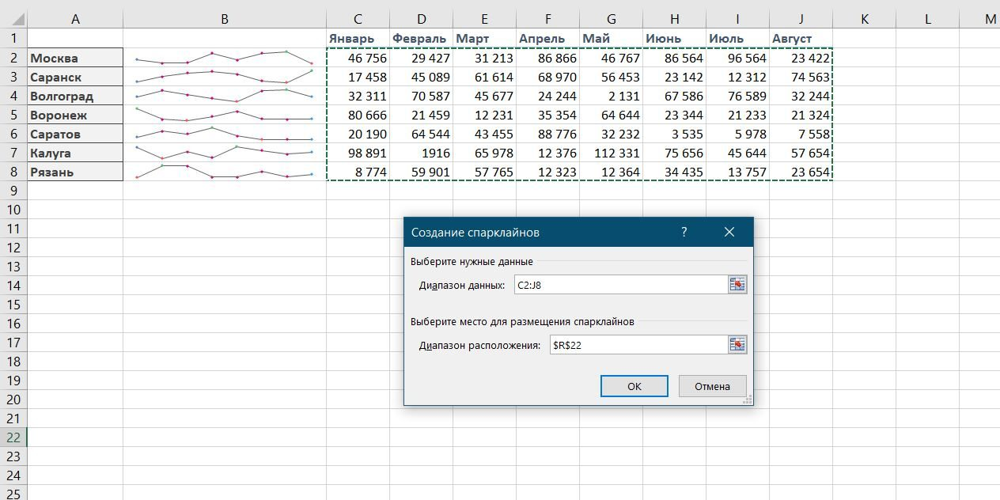 A B C D E F G H I J K L M
1 Январь Февраль Март Апрель Май Июнь Июль Август
2 Москва 46 756 29 427 31 213 86 866 46 767 86 564 96 564 23 422
3 Саранск 17 458 45 089 61 614 68 970 56 453 23 142 12 312 74 563
4 Волгоград 32 311 70 587 45 677 24 244 2 131 67 586 76 589 32 244
5 Воронеж 80 666 21 459 12 231 35 354 64 644 23 344 21 233 21 324
6 Саратов 20 190 64 544 43 455 88 776 32 232 3 535 5 978 7 558
7 Калуга 98 891 1916 65 978 12 376 112 331 75 656 45 644 57 654
8 Рязань 8 774 59 901 57 765 12 323 12 364 34 435 13 757 23 654
9
10
11
12
13
14
15
16
17
18
19
20
21
22
23
24
25
Создание спарклайнов ?
Выберите нужные данные
Диапазон данных: C2:J8
Выберите место для размещения спарклайнов
Диапазон расположения: $R$22
ОК Отмена